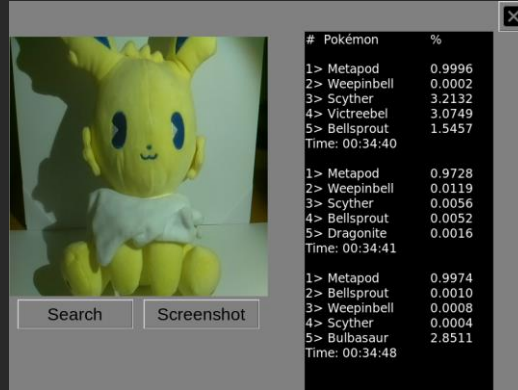 # Pokémon %
1> Metapod 0.9996
2> Weepinbell 0.0002
3> Scyther 3.2132
4> Victreebel 3.0749
5> Bellsprout 1.5457
Time: 00:34:40
1> Metapod 0.9728
2> Weepinbell 0.0119
3> Scyther 0.0056
4> Bellsprout 0.0052
5> Dragonite 0.0016
Time: 00:34:41
1> Metapod 0.9974
2> Bellsprout 0.0010
3> Weepinbell 0.0008
4> Scyther 0.0004
5> Bulbasaur 2.8511
Time: 00:34:48
Search Screenshot